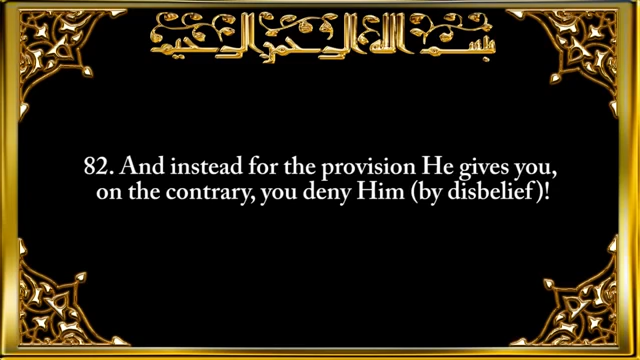 بسم الله الرحمن الرحيم
82. And instead for the provision He gives you,
on the contrary, you deny Him (by disbelief)!